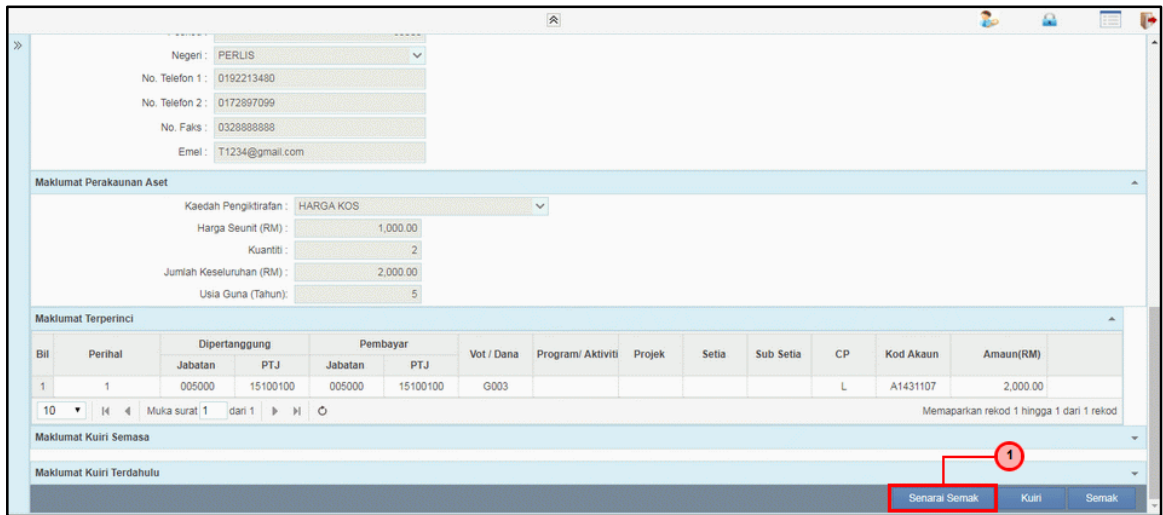 Negeri : PERLIS
No. Telefon 1 : 0192213480
No. Telefon 2 : 0172897099
No. Faks : 0328888888
Emel : T1234@gmail.com
Maklumat Perakaunan Aset
Kaedah Pengiktirafan : HARGA KOS
Harga Seunit (RM) : 1,000.00
Kuantiti : 2
Jumlah Keseluruhan (RM) : 2,000.00
Usia Guna (Tahun): 5
Maklumat Terperinci
Bil Perihal Dipertanggung Pembayar Vot / Dana Program/ Aktiviti Projek Setia Sub Setia CP Kod Akaun Amaun(RM)
Jabatan PTJ Jabatan PTJ
1 1 005000 15100100 005000 15100100 G003 L A1431107 2,000.00
10 Muka surat 1 dari 1 Memaparkan rekod 1 hingga 1 dari 1 rekod
Maklumat Kuiri Semasa
1
Maklumat Kuiri Terdahulu
Senarai Semak Kuiri Semak